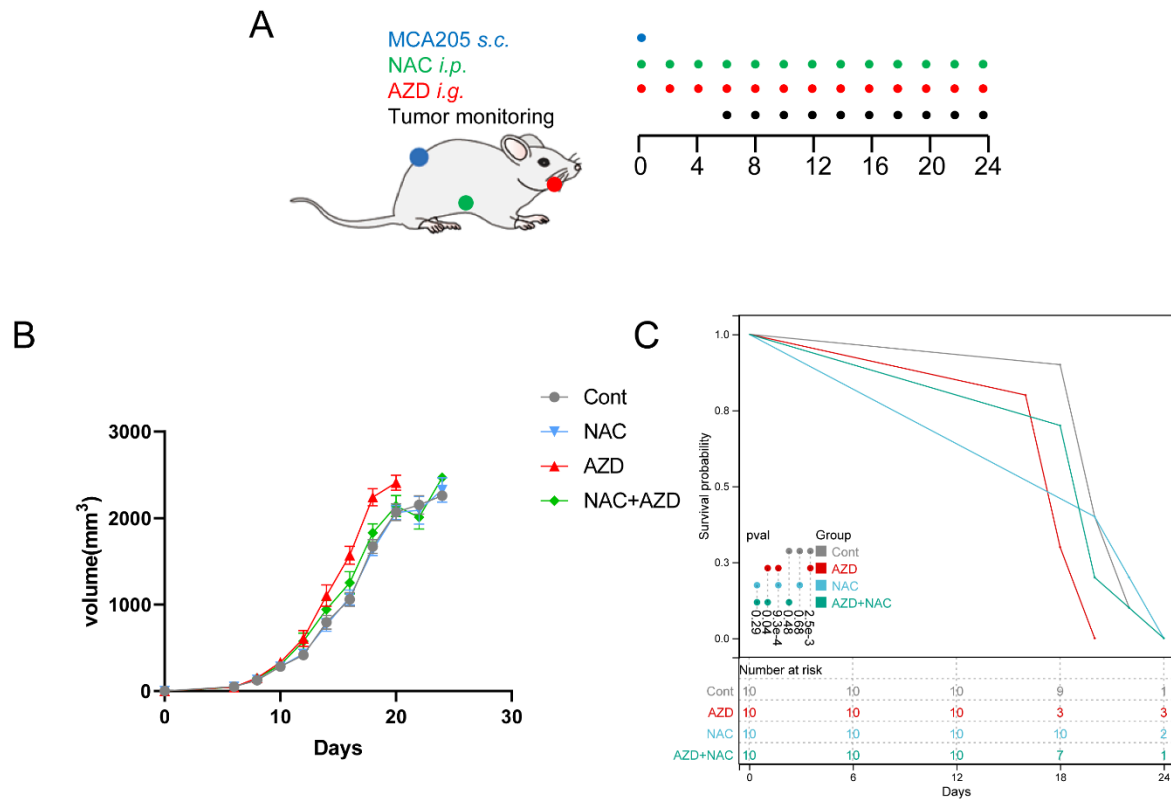 A
MCA205 s.c.
NAC i.p.
AZD i.g.
Tumor monitoring
0 2 4 6 8 10 12 14 16 20 24
B
Cont
NAC
AZD
NAC+AZD
3000
2000
1000
0
volume(mm³)
0 10 20 30
Days
C
1.0
0.8
0.5
0.3
0.0
Survival probability
pval Group
Cont
AZD
NAC
AZD+NAC
0.29
0.04
9.3e-4
0.48
0.68
2.5e-3
Number at risk
Cont 10 10 10 9 1
AZD 10 10 10 3 3
NAC 10 10 10 10 2
AZD+NAC 10 10 10 7 1
0 6 12 18 24
Days